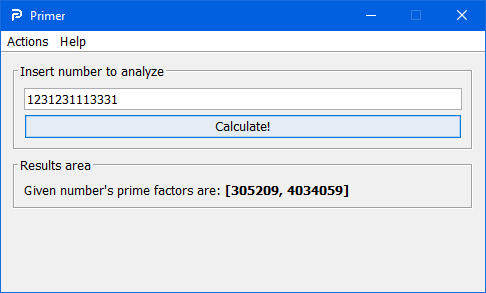 Primer
Actions Help
Insert number to analyze
1231231113331
Calculate!
Results area
Given number's prime factors are: [305209, 4034059]